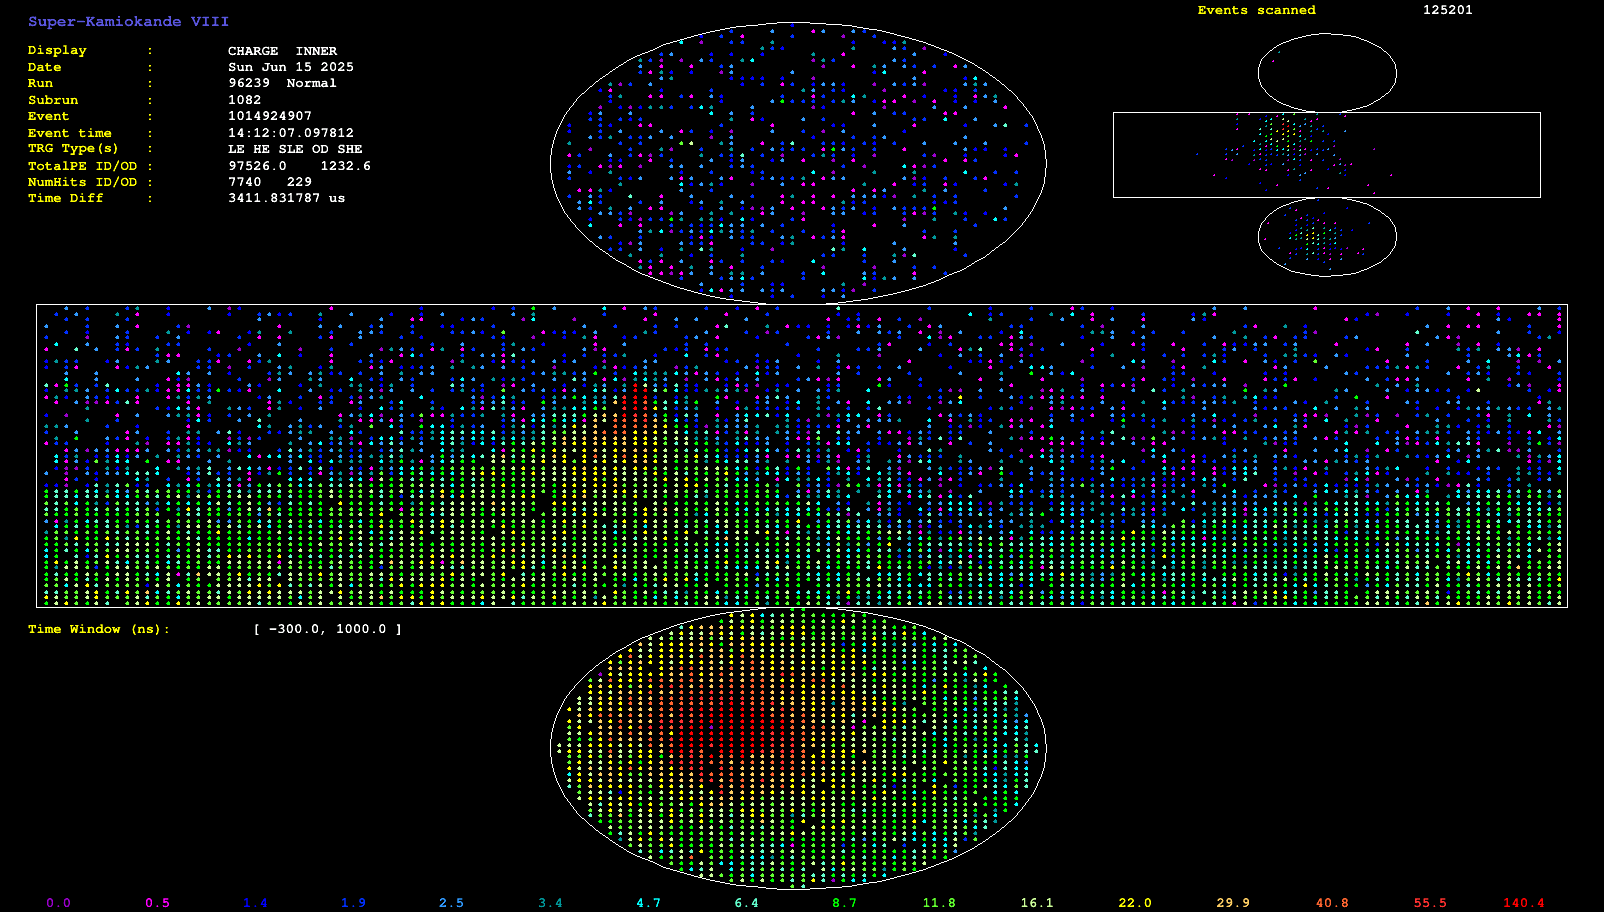 Super-Kamiokande VIII
Events scanned 125201
Display : CHARGE INNER
Date : Sun Jun 15 2025
Run : 96239 Normal
Subrun : 1082
Event : 1014924907
Event time : 14:12:07.097812
TRG Type(s) : LE HE SLE OD SHE
TotalPE ID/OD : 97526.0 1232.6
NumHits ID/OD : 7740 229
Time Diff : 3411.831787 us
Time Window (ns): [ -300.0, 1000.0 ]
0.0 0.5 1.4 1.9 2.5 3.4 4.7 6.4 8.7 11.8 16.1 22.0 29.9 40.8 55.5 140.4